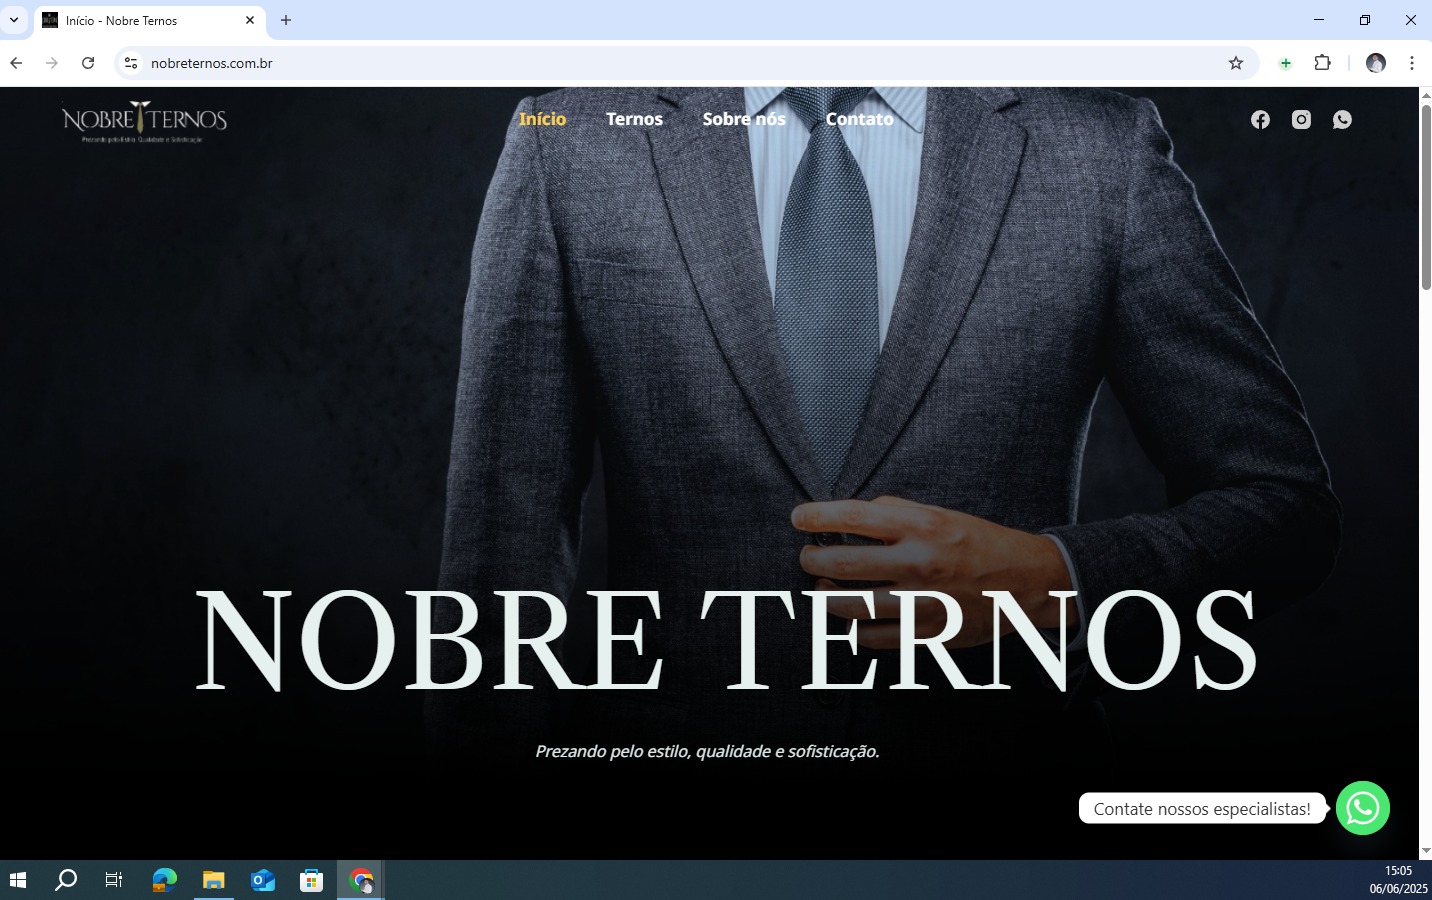 Início - Nobre Ternos
nobreternos.com.br
NOBRE TERNOS
Prezando pelo Estilo, Qualidade e Sofisticação
Início Ternos Sobre nós Contato
NOBRE TERNOS
Prezando pelo estilo, qualidade e sofisticação.
Contate nossos especialistas!
15:05
06/06/2025